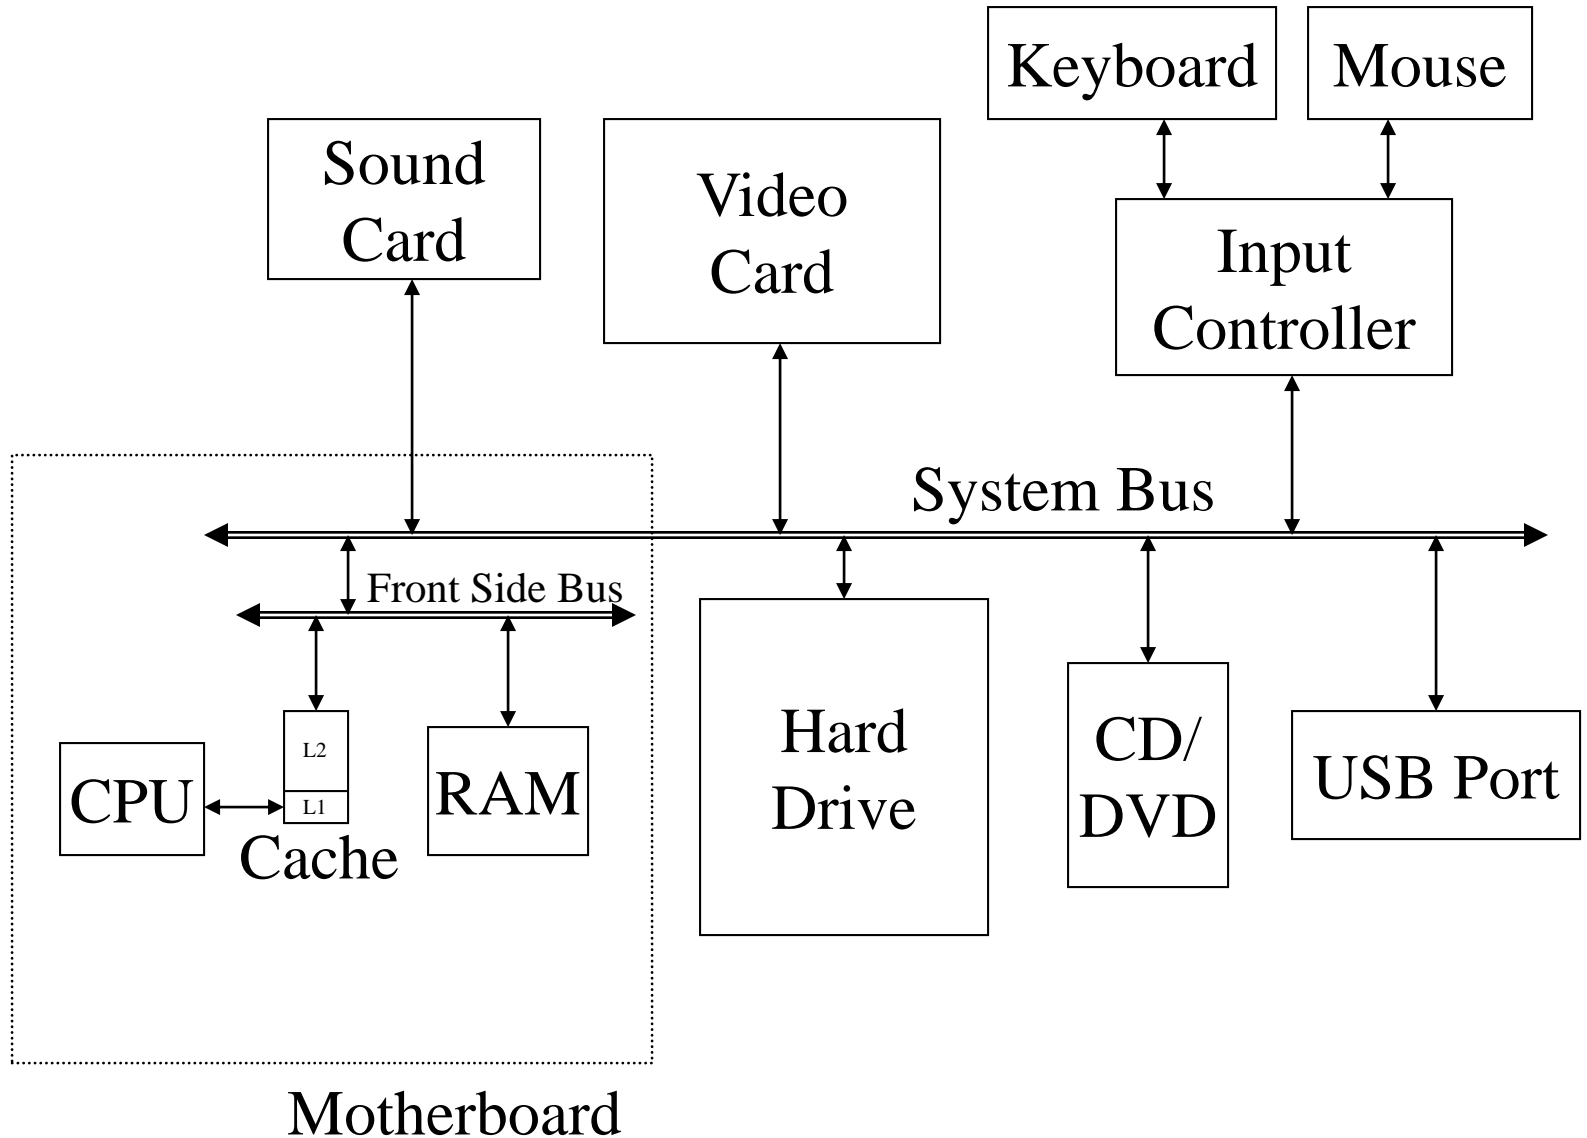 Keyboard
Mouse
Sound
Card
Video
Card
Input
Controller
System Bus
Front Side Bus
L2
L1
CPU
Cache
RAM
Hard
Drive
CD/
DVD
USB Port
Motherboard